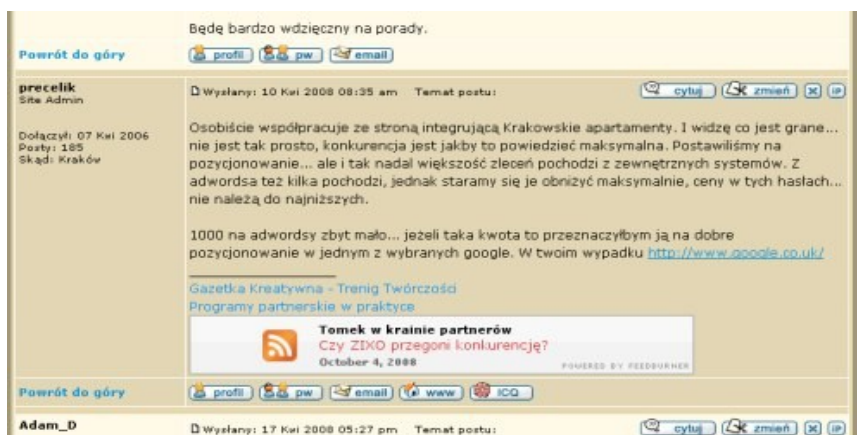 Będę bardzo wdzięczny na porady.
Powrót do góry profil pw email
precelik
Site Admin
Wysłany: 10 Kwi 2008 08:35 am Temat postu: cytuj zmień X IP
Dołączył: 07 Kwi 2006
Posty: 185
Skąd: Kraków
Osobiście współpracuje ze stroną integrującą Krakowskie apartamenty. I widzę co jest grane...
nie jest tak prosto, konkurencja jest jakby to powiedzieć maksymalna. Postawiliśmy na
pozycjonowanie... ale i tak nadal większość zleceń pochodzi z zewnętrznych systemów. Z
adwordsa też kilka pochodzi, jednak staramy się je obniżyć maksymalnie, ceny w tych hasłach...
nie należą do najniższych.
1000 na adwordsy zbyt mało... jeżeli taka kwota to przeznaczyłbym ją na dobre
pozycjonowanie w jednym z wybranych google. W twoim wypadku http://www.google.co.uk/
Gazetka Kreatywna - Trenig Twórczości
Programy partnerskie w praktyce
Tomek w krainie partnerów
Czy ZIXO przegoni konkurencję?
October 4, 2008
POWERED BY FEEDBURNER
Powrót do góry profil pw email www ICQ
Adam_D
Wysłany: 17 Kwi 2008 05:27 pm Temat postu: cytuj zmień X IP